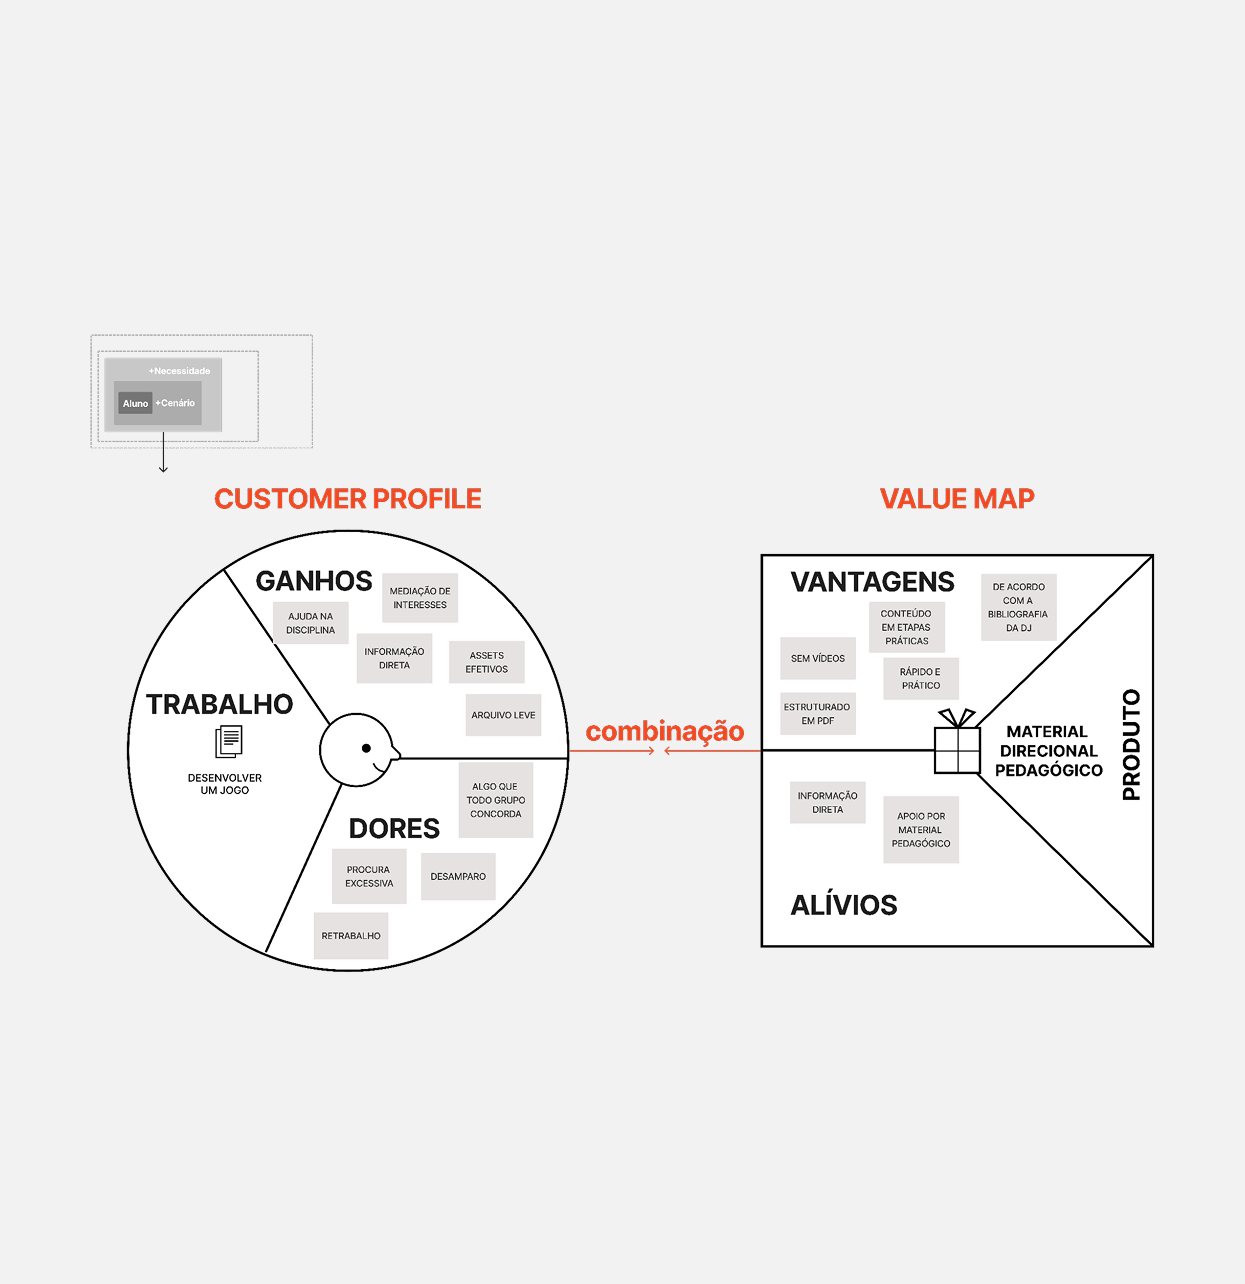 +Necessidade
Aluno
+Cenário
CUSTOMER PROFILE
GANHOS
MEDIAÇÃO DE
INTERESSES
AJUDA NA
DISCIPLINA
INFORMAÇÃO
DIRETA
ASSETS
EFETIVOS
ARQUIVO LEVE
TRABALHO
DESENVOLVER
UM JOGO
ALGO QUE
TODO GRUPO
CONCORDA
DORES
PROCURA
EXCESSIVA
DESAMPARO
RETRABALHO
combinação
VALUE MAP
VANTAGENS
DE ACORDO
COM A
BIBLIOGRAFIA
DA DJ
CONTEÚDO
EM ETAPAS
PRÁTICAS
SEM VÍDEOS
RÁPIDO E
PRÁTICO
ESTRUTURADO
EM PDF
MATERIAL
DIRECIONAL
PEDAGÓGICO
PRODUTO
INFORMAÇÃO
DIRETA
APOIO POR
MATERIAL
PEDAGÓGICO
ALÍVIOS